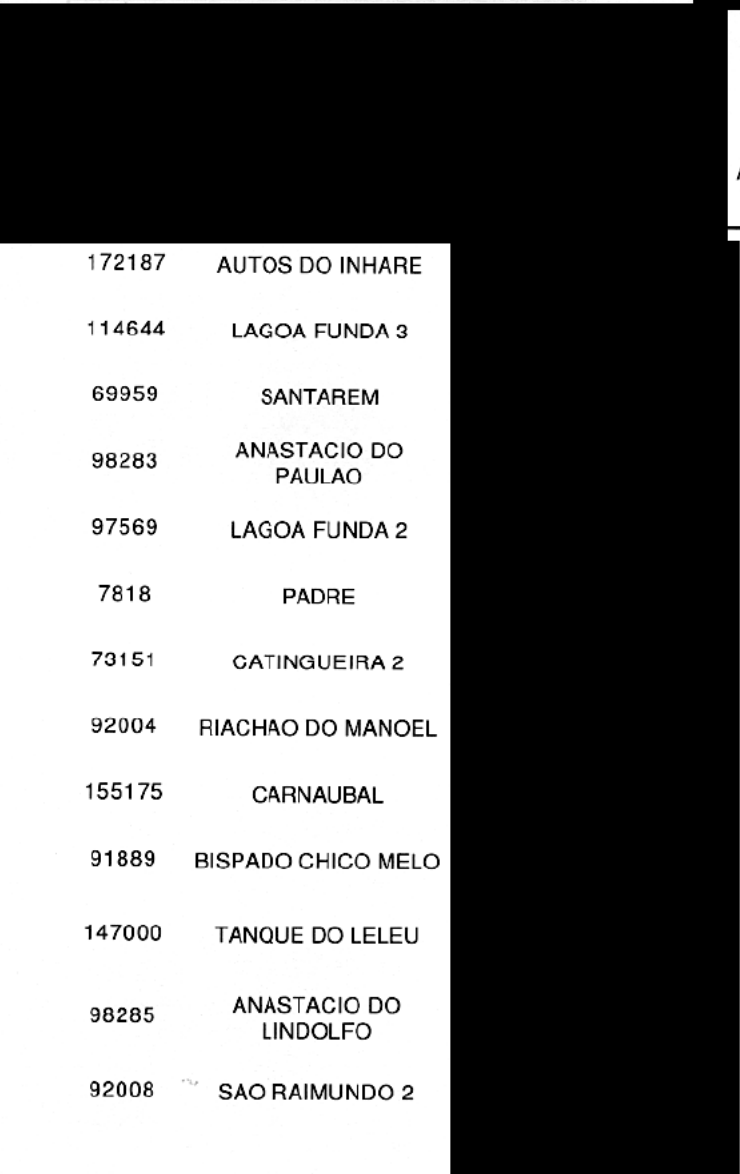 172187 AUTOS DO INHARE
114644 LAGOA FUNDA 3
69959 SANTAREM
98283 ANASTACIO DO
PAULAO
97569 LAGOA FUNDA 2
7818 PADRE
73151 CATINGUEIRA 2
92004 RIACHAO DO MANOEL
155175 CARNAUBAL
91889 BISPADO CHICO MELO
147000 TANQUE DO LELEU
98285 ANASTACIO DO
LINDOLFO
92008 SAO RAIMUNDO 2